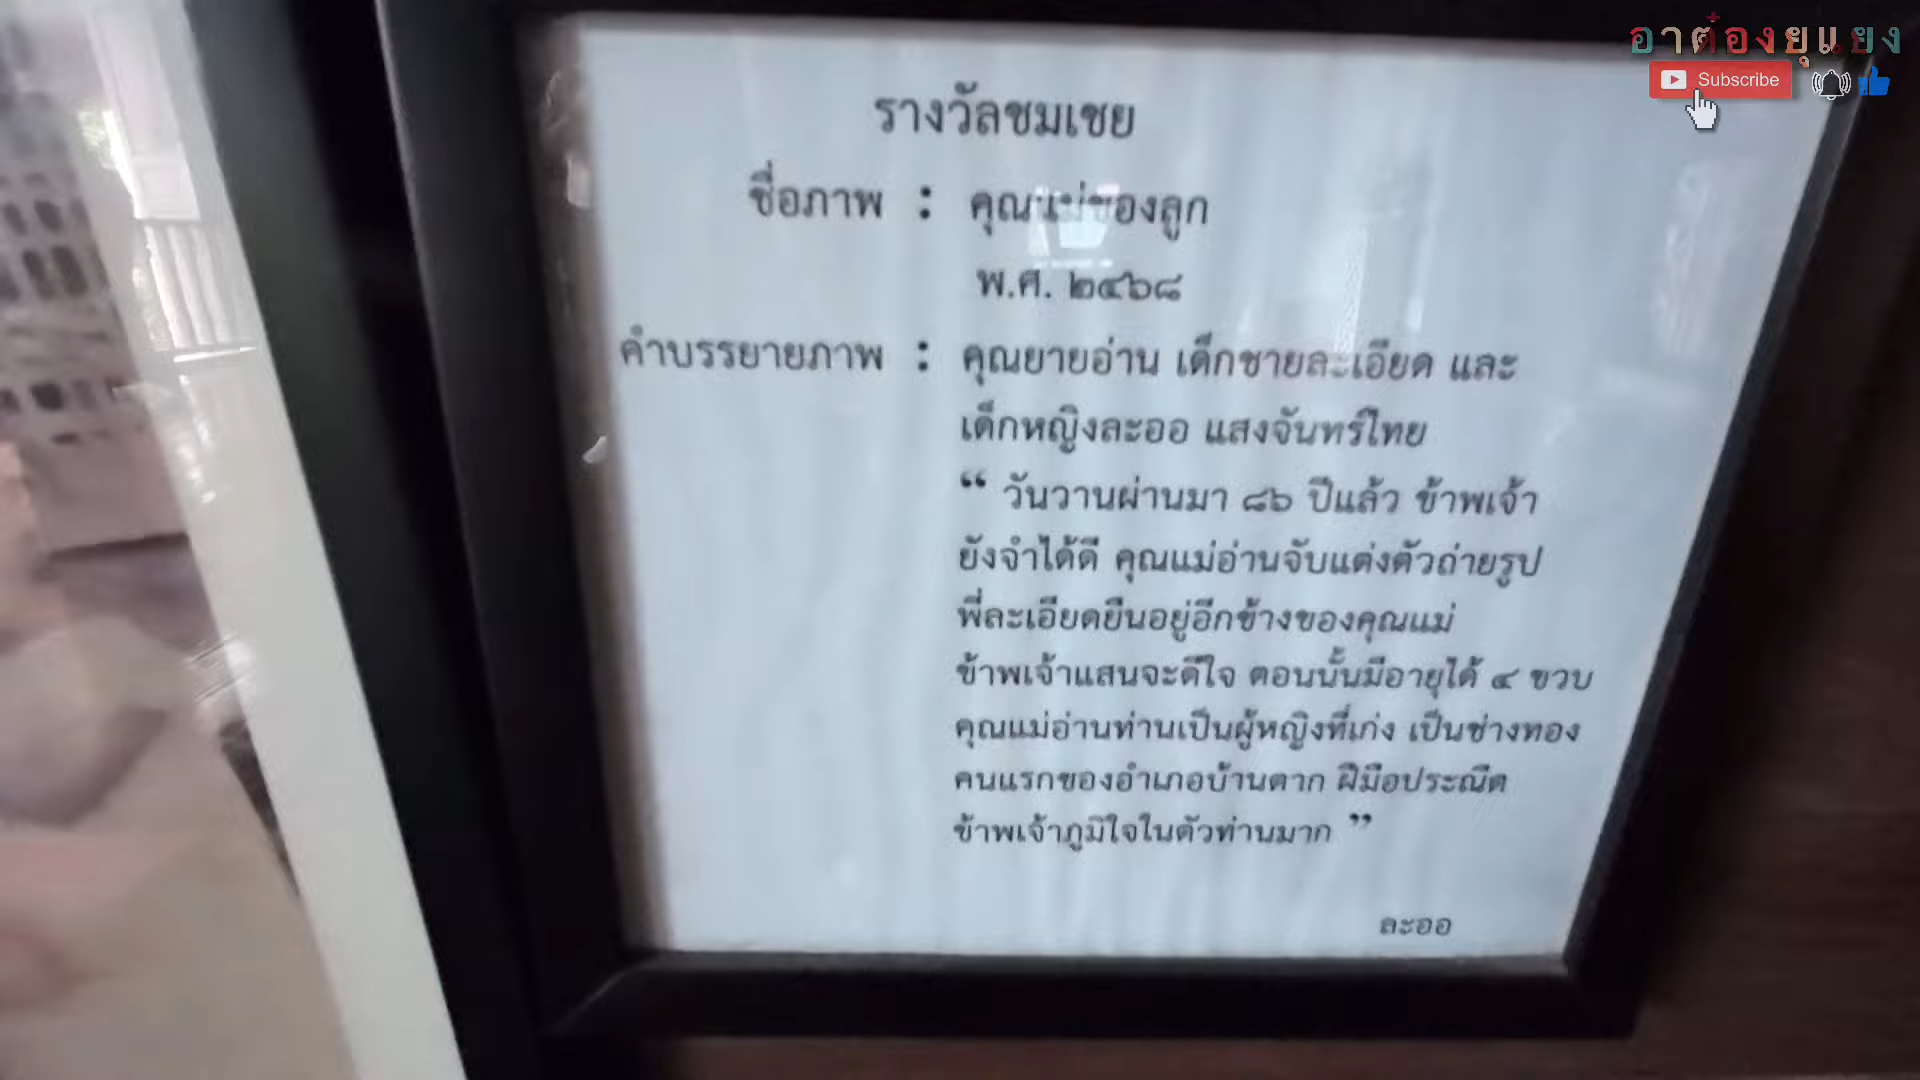 อาต๋องยุแยง
Subscribe
รางวัลชมเชย
ชื่อภาพ : คุณแม่ของลูก
พ.ศ. ๒๔๖๘
คำบรรยายภาพ : คุณยายอ่าน เด็กชายละเอียด และ
เด็กหญิงละออ แสงจันทร์ไทย
“ วันวานผ่านมา ๘๖ ปีแล้ว ข้าพเจ้า
ยังจำได้ดี คุณแม่อ่านจับแต่งตัวถ่ายรูป
พี่ละเอียดยืนอยู่อีกข้างของคุณแม่
ข้าพเจ้าแสนจะดีใจ ตอนนั้นมีอายุได้ ๔ ขวบ
คุณแม่อ่านท่านเป็นผู้หญิงที่เก่ง เป็นช่างทอง
คนแรกของอำเภอบ้านตาก ฝีมือประณีต
ข้าพเจ้าภูมิใจในตัวท่านมาก ”
ละออ